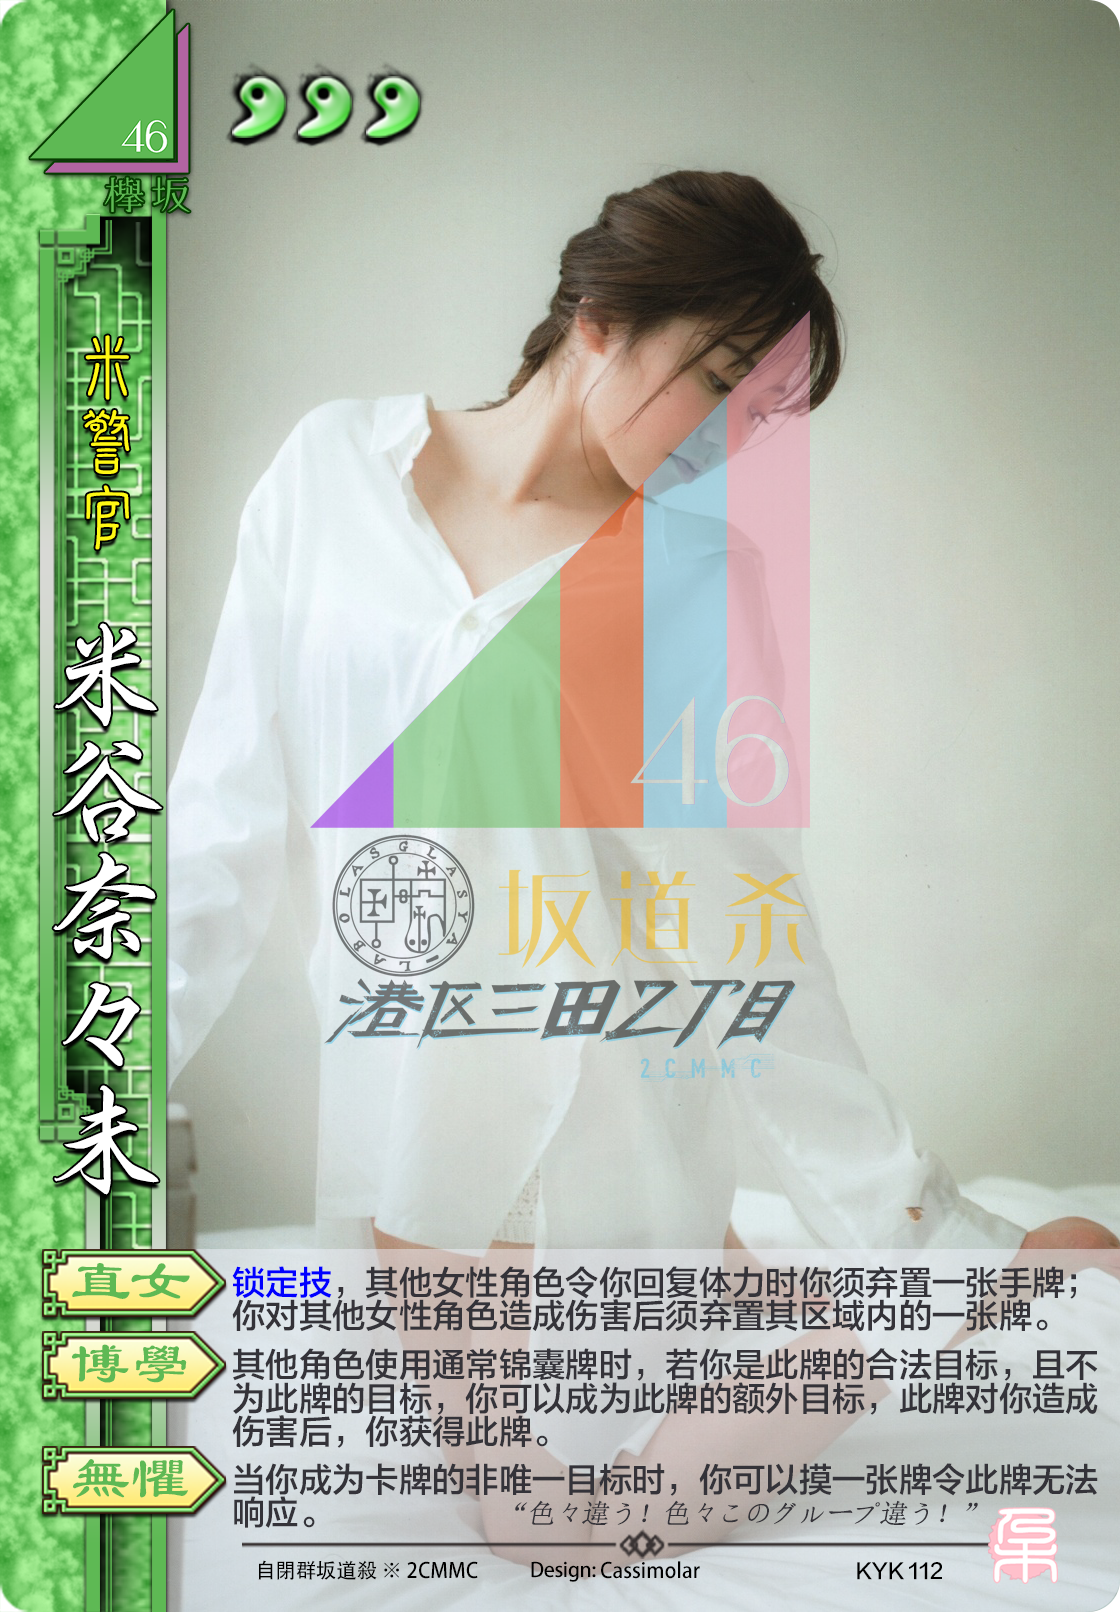 46
欅坂
米警官
米谷奈々未
46
GLASYA-LABOLAS
坂道杀
港区三田2丁目
2CMMC
直女
锁定技，其他女性角色令你回复体力时你须弃置一张手牌；
你对其他女性角色造成伤害后须弃置其区域内的一张牌。
博學
其他角色使用通常锦囊牌时，若你是此牌的合法目标，且不
为此牌的目标，你可以成为此牌的额外目标，此牌对你造成
伤害后，你获得此牌。
無懼
当你成为卡牌的非唯一目标时，你可以摸一张牌令此牌无法
响应。
“色々違う！色々このグループ違う！”
自閉群坂道殺 ※ 2CMMC
Design: Cassimolar
KYK 112